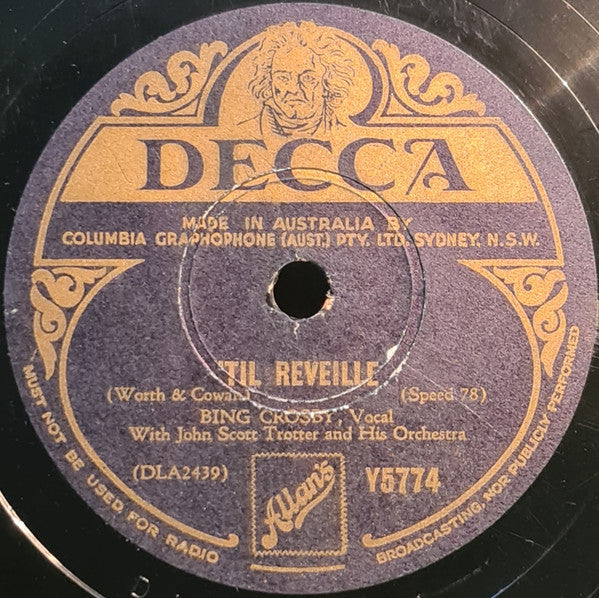 DECCA
MADE IN AUSTRALIA BY
COLUMBIA GRAPHOPHONE (AUST.) PTY. LTD. SYDNEY, N.S.W.
'TIL REVEILLE
(Worth & Cowan) (Speed 78)
BING CROSBY, Vocal
With John Scott Trotter and His Orchestra
(DLA2439)
Allan's
Y5774
MUST NOT BE USED FOR RADIO
BROADCASTING, NOR PUBLICLY PERFORMED
D